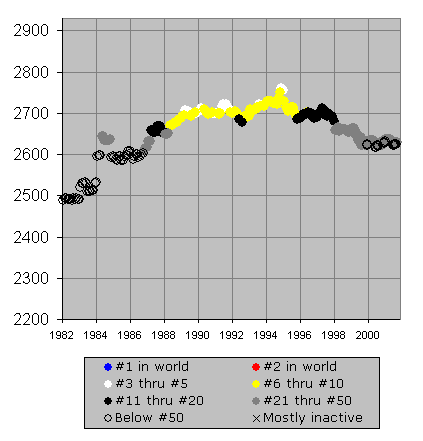 2900
2800
2700
2600
2500
2400
2300
2200
1982 1984 1986 1988 1990 1992 1994 1996 1998 2000
#1 in world #2 in world
#3 thru #5 #6 thru #10
#11 thru #20 #21 thru #50
Below #50 Mostly inactive